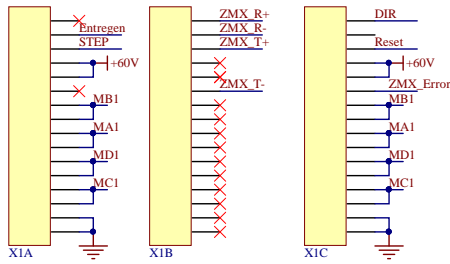 Entregen
STEP
+60V
MB1
MA1
MD1
MC1
X1A
ZMX_R+
ZMX_R-
ZMX_T+
ZMX_T-
X1B
DIR
Reset
+60V
ZMX_Error
MB1
MA1
MD1
MC1
X1C